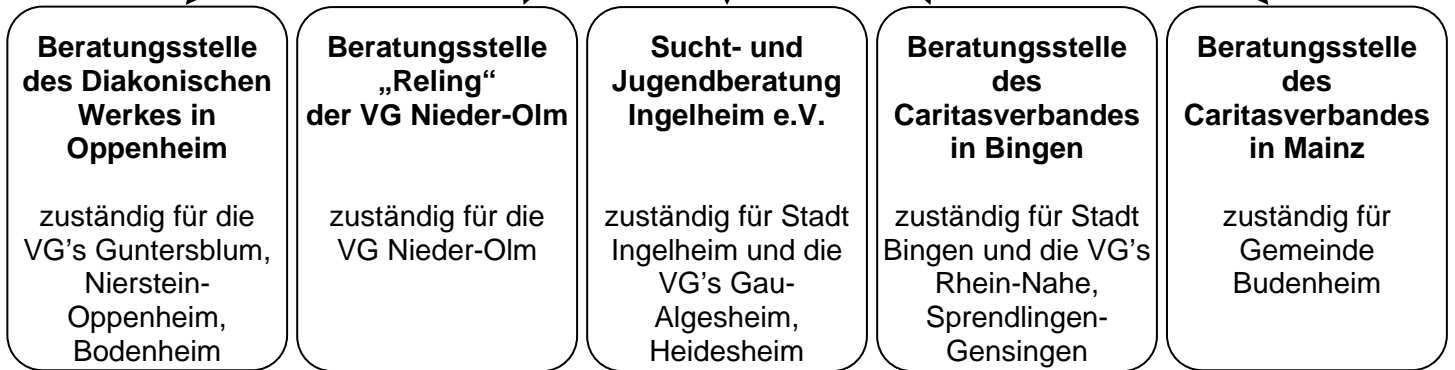 Beratungsstelle
des Diakonischen
Werkes in
Oppenheim
zuständig für die
VG's Guntersblum,
Nierstein-
Oppenheim,
Bodenheim
Beratungsstelle
„Reling“
der VG Nieder-Olm
zuständig für die
VG Nieder-Olm
Sucht- und
Jugendberatung
Ingelheim e.V.
zuständig für Stadt
Ingelheim und die
VG's Gau-
Algesheim,
Heidesheim
Beratungsstelle
des
Caritasverbandes
in Bingen
zuständig für Stadt
Bingen und die VG's
Rhein-Nahe,
Sprendlingen-
Gensingen
Beratungsstelle
des
Caritasverbandes
in Mainz
zuständig für
Gemeinde
Budenheim